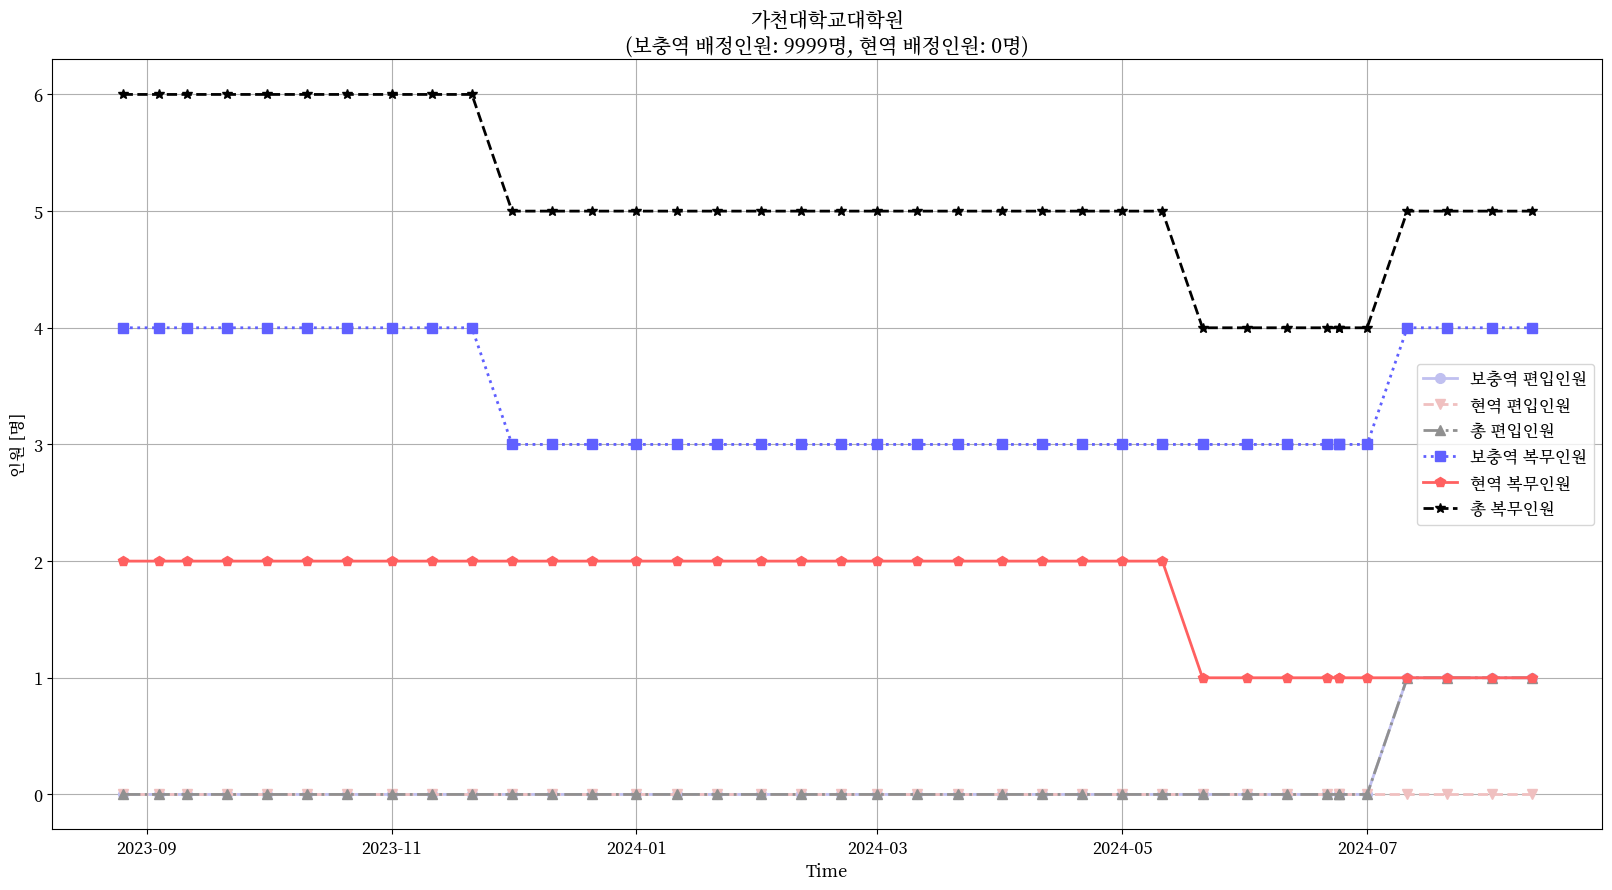 가천대학교대학원
(보충역 배정인원: 9999명, 현역 배정인원: 0명)
6
5
4
3
2
1
0
인원 [명]
보충역 편입인원
현역 편입인원
총 편입인원
보충역 복무인원
현역 복무인원
총 복무인원
2023-09
2023-11
2024-01
2024-03
2024-05
2024-07
Time